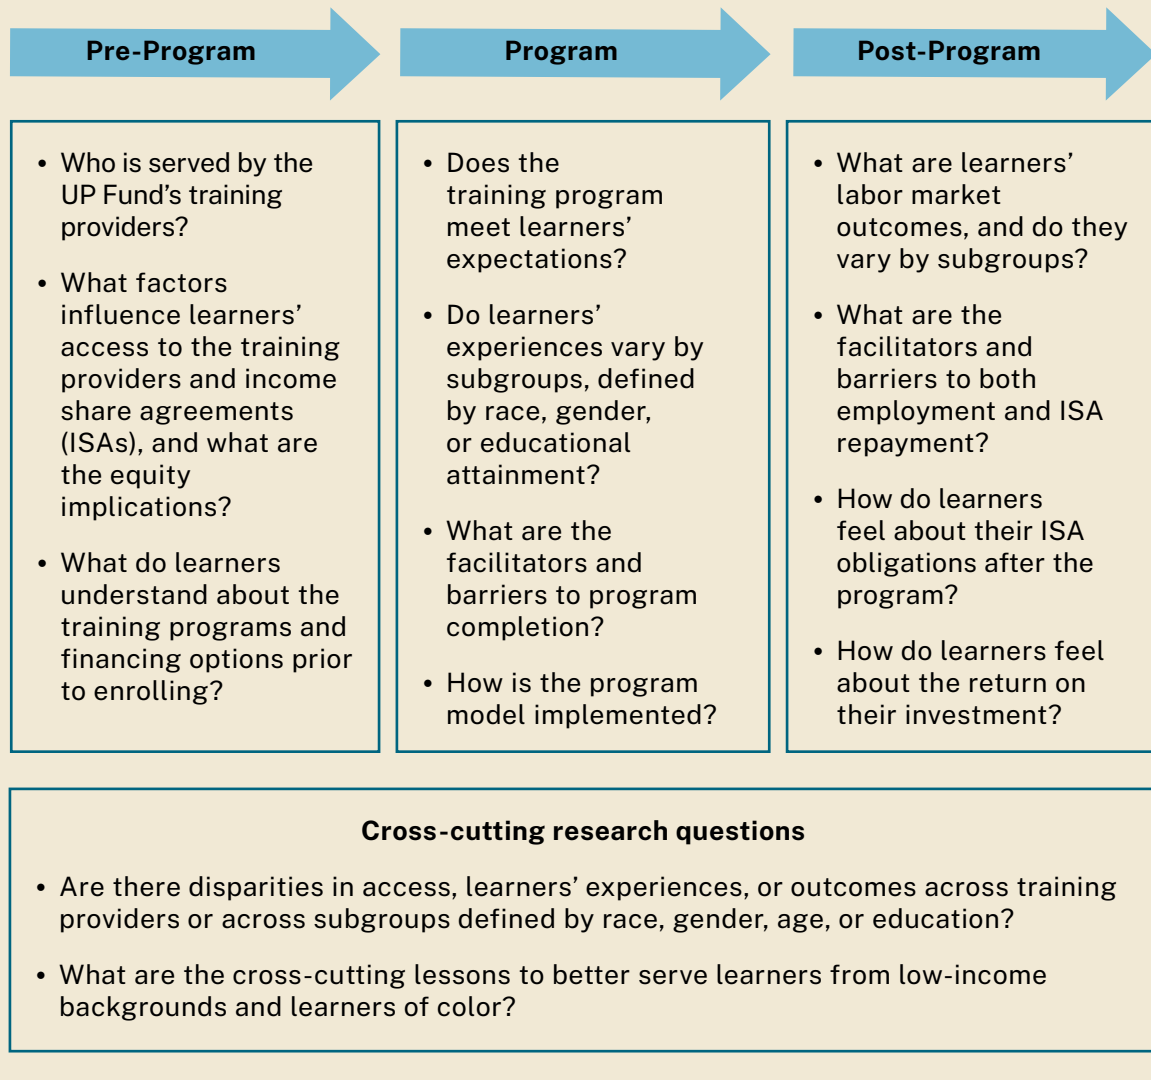 Pre-Program
Program
Post-Program
• Who is served by the
UP Fund’s training
providers?
• What factors
influence learners’
access to the training
providers and income
share agreements
(ISAs), and what are
the equity
implications?
• What do learners
understand about the
training programs and
financing options prior
to enrolling?
• Does the
training program
meet learners’
expectations?
• Do learners’
experiences vary by
subgroups, defined
by race, gender,
or educational
attainment?
• What are the
facilitators and
barriers to program
completion?
• How is the program
model implemented?
• What are learners’
labor market
outcomes, and do they
vary by subgroups?
• What are the
facilitators and
barriers to both
employment and ISA
repayment?
• How do learners
feel about their ISA
obligations after the
program?
• How do learners feel
about the return on
their investment?
Cross-cutting research questions
• Are there disparities in access, learners’ experiences, or outcomes across training
providers or across subgroups defined by race, gender, age, or education?
• What are the cross-cutting lessons to better serve learners from low-income
backgrounds and learners of color?